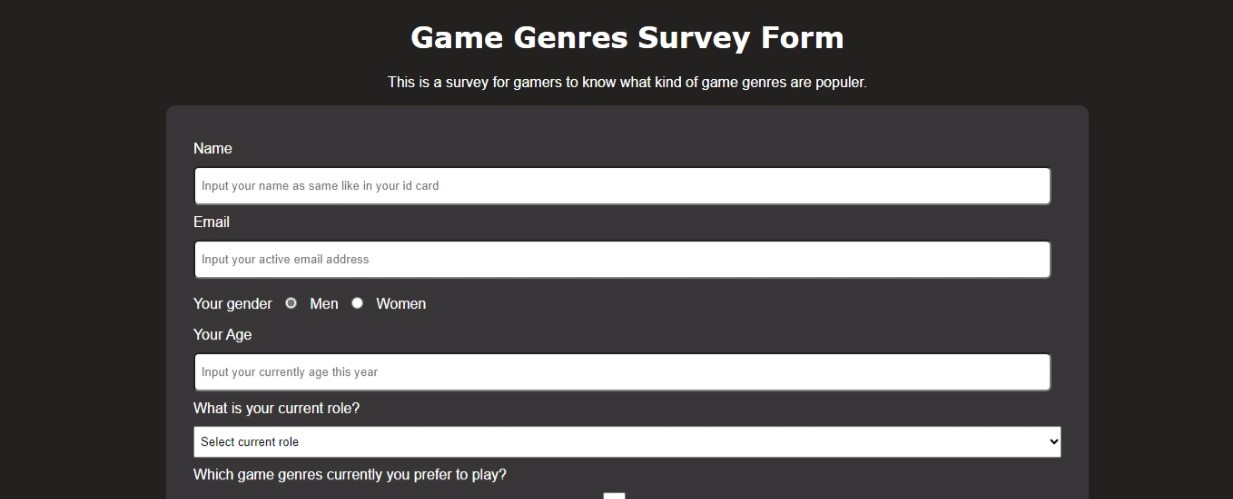 Game Genres Survey Form
This is a survey for gamers to know what kind of game genres are populer.
Name
Input your name as same like in your id card
Email
Input your active email address
Your gender Men Women
Your Age
Input your currently age this year
What is your current role?
Select current role
Which game genres currently you prefer to play?